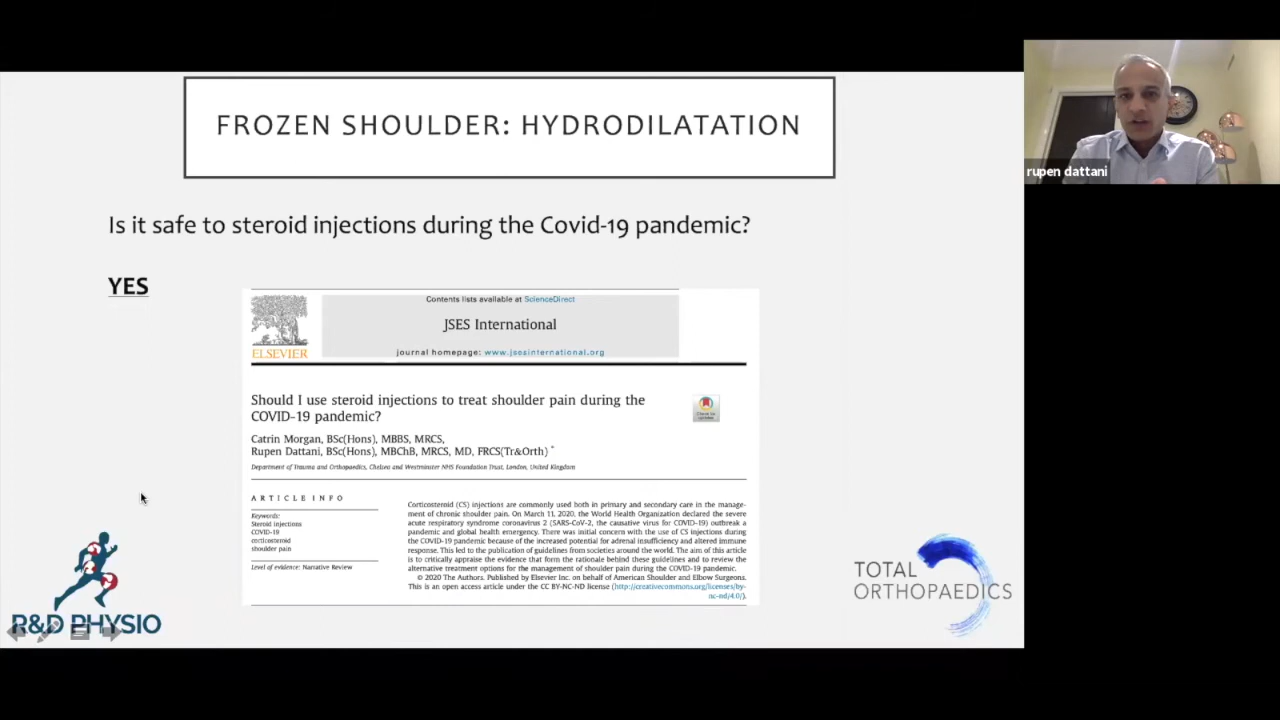 FROZEN SHOULDER: HYDRODILATATION
rupen dattani
Is it safe to steroid injections during the Covid-19 pandemic?
YES
Contents lists available at ScienceDirect
JSES International
ELSEVIER
journal homepage: www.jsesinternational.org
Should I use steroid injections to treat shoulder pain during the
COVID-19 pandemic?
Check for
updates
Catrin Morgan, BSc(Hons), MBBS, MRCS,
Rupen Dattani, BSc(Hons), MBChB, MRCS, MD, FRCS(Tr&Orth) *
Department of Trauma and Orthopaedics, Chelsea and Westminster NHS Foundation Trust, London, United Kingdom
ARTICLE INFO
Keywords:
Steroid injections
COVID-19
corticosteroid
shoulder pain
Level of evidence: Narrative Review
Corticosteroid (CS) injections are commonly used both in primary and secondary care in the manage-
ment of chronic shoulder pain. On March 11, 2020, the World Health Organization declared the severe
acute respiratory syndrome coronavirus 2 (SARS-CoV-2, the causative virus for COVID-19) outbreak a
pandemic and global health emergency. There was initial concern with the use of CS injections during
the COVID-19 pandemic because of the increased potential for adrenal insufficiency and altered immune
response. This led to the publication of guidelines from societies around the world. The aim of this article
is to critically appraise the evidence that form the rationale behind these guidelines and to review the
alternative treatment options for the management of shoulder pain during the COVID-19 pandemic.
© 2020 The Authors. Published by Elsevier Inc. on behalf of American Shoulder and Elbow Surgeons.
This is an open access article under the CC BY-NC-ND license (http://creativecommons.org/licenses/by-
nc-nd/4.0/).
R&D PHYSIO
TOTAL
ORTHOPAEDICS